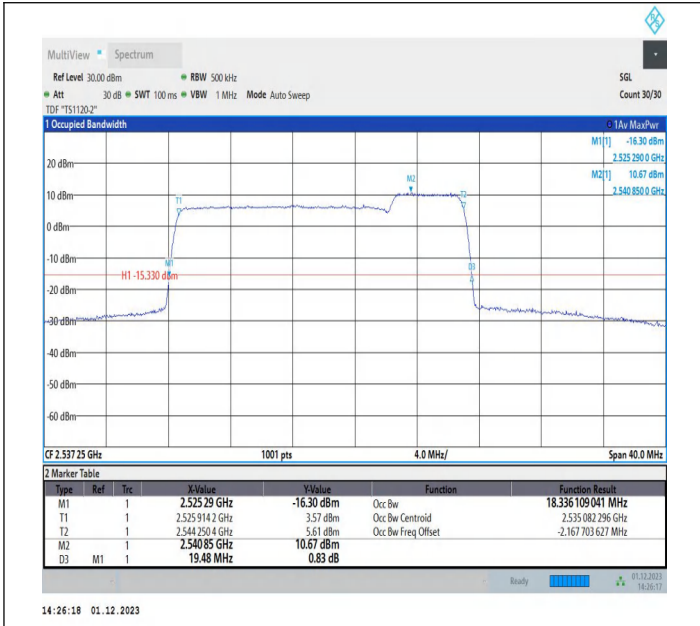 R S
MultiView Spectrum
Ref Level 30.00 dBm RBW 500 kHz SGL
Att 30 dB SWT 100 ms VBW 1 MHz Mode Auto Sweep Count 30/30
TDF "TS1120-2"
1 Occupied Bandwidth 1Av MaxPwr
M1[1] -16.30 dBm
2.525 290 0 GHz
M2[1] 10.67 dBm
2.540 850 0 GHz
20 dBm
M2
10 dBm
T1
T2
0 dBm
-10 dBm
M1
D3
H1 -15.330 dBm
-20 dBm
-30 dBm
-40 dBm
-50 dBm
-60 dBm
CF 2.537 25 GHz 1001 pts 4.0 MHz/ Span 40.0 MHz
2 Marker Table
Type Ref Trc X-Value Y-Value Function Function Result
M1 1 2.525 29 GHz -16.30 dBm Occ Bw 18.336 109 041 MHz
T1 1 2.525 914 2 GHz 3.57 dBm Occ Bw Centroid 2.535 082 296 GHz
T2 1 2.544 250 4 GHz 5.61 dBm Occ Bw Freq Offset -2.167 703 627 MHz
M2 1 2.540 85 GHz 10.67 dBm
D3 M1 1 19.48 MHz 0.83 dB
Ready 01.12.2023
14:26:17
14:26:18 01.12.2023